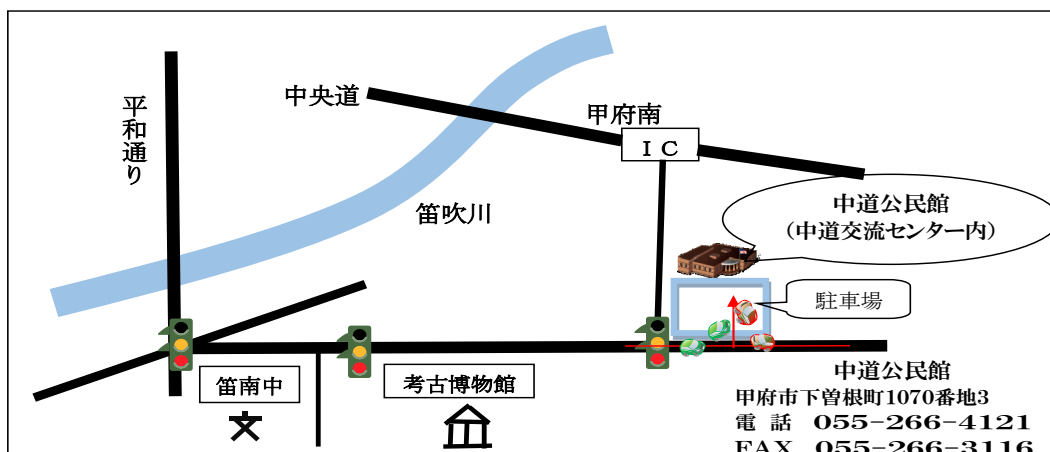 中央道
甲府南
ＩＣ
平和通り
笛吹川
中道公民館
(中道交流センター内)
駐車場
笛南中
考古博物館
中道公民館
甲府市下曽根町1070番地3
電 話　055-266-4121
FAX　055-266-3116